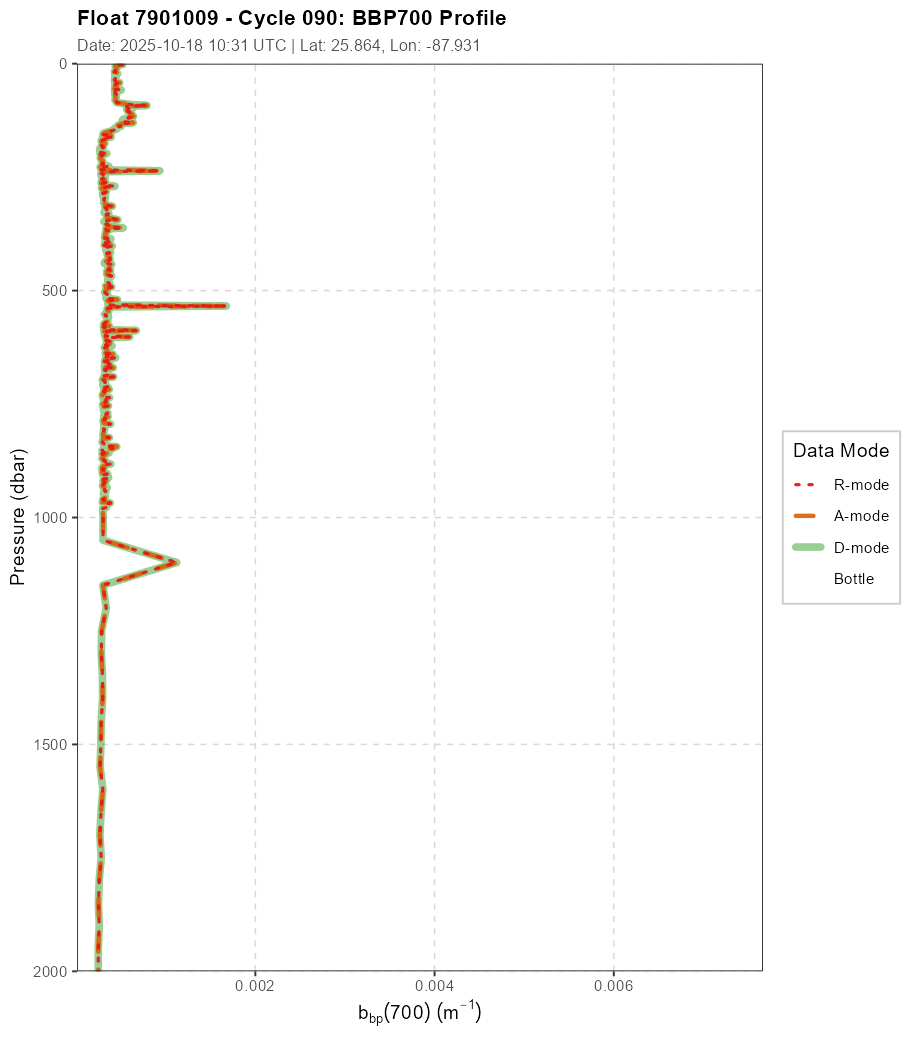 Float 7901009 - Cycle 090: BBP700 Profile
Date: 2025-10-18 10:31 UTC | Lat: 25.864, Lon: -87.931
0
500
1000
1500
2000
Pressure (dbar)
0.002 0.004 0.006
b_bp(700) (m⁻¹)
Data Mode
R-mode
A-mode
D-mode
Bottle